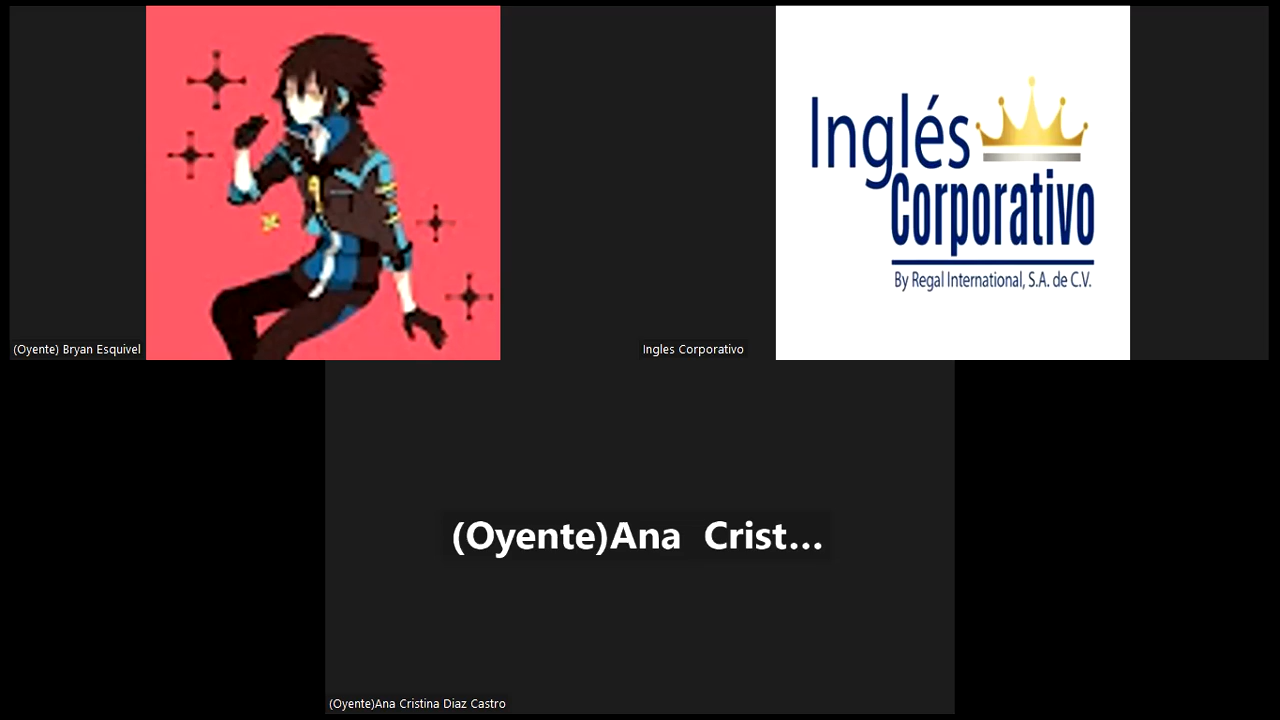 Inglés
Corporativo
By Regal International, S.A. de C.V.
(Oyente) Bryan Esquivel
Ingles Corporativo
(Oyente)Ana Crist...
(Oyente)Ana Cristina Diaz Castro